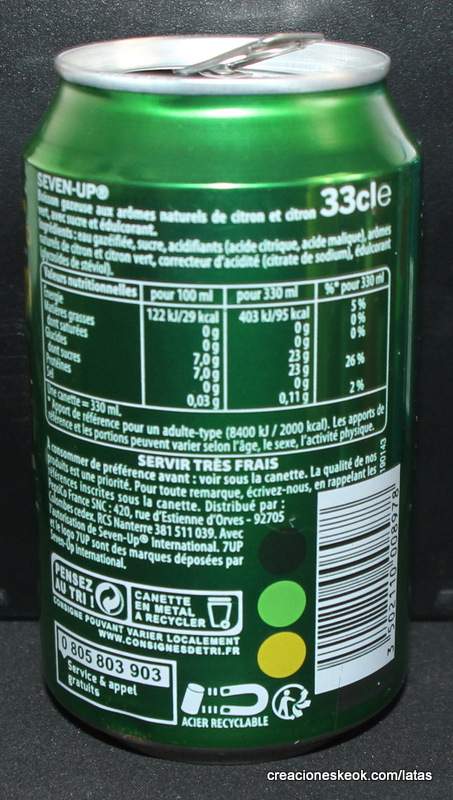 SEVEN-UP®
Boisson gazeuse aux arômes naturels de citron et citron
33cle
vert, avec sucre et édulcorant.
Ingrédients : eau gazéifiée, sucre, acidifiants (acide citrique, acide malique), arômes
naturels de citron et citron vert, correcteur d'acidité (citrate de sodium), édulcorant
(glycosides de stéviol).
Valeurs nutritionnelles pour 100 ml pour 330 ml %* pour 330 ml
Energie 122 kJ/29 kcal 403 kJ/95 kcal 5 %
Matières grasses 0 g 0 g 0 %
dont saturées 0 g 0 g 0 %
Glucides 7,0 g 23 g
dont sucres 7,0 g 23 g 26 %
Protéines 0 g 0 g
Sel 0,03 g 0,11 g 2 %
Une canette = 330 ml.
* Apport de référence pour un adulte-type (8400 kJ / 2000 kcal). Les apports de
référence et les portions peuvent varier selon l'âge, le sexe, l'activité physique.
SERVIR TRÈS FRAIS
A consommer de préférence avant : voir sous la canette. La qualité de nos
produits est une priorité. Pour toute remarque, écrivez-nous, en rappelant les
références inscrites sous la canette. Distribué par :
PepsiCo France SNC : 420, rue d'Estienne d'Orves - 92705
Colombes cedex. RCS Nanterre 381 511 039. Avec
l'autorisation de Seven-Up® International. 7UP
et le logo 7UP sont des marques déposées par
Seven-Up International.
190143
PENSEZ
AU TRI !
CANETTE
EN METAL
À RECYCLER
CONSIGNE POUVANT VARIER LOCALEMENT
WWW.CONSIGNESDETRI.FR
0 805 803 903
Service & appel
gratuits
ACIER RECYCLABLE
3 502110 008978
creacioneskeok.com/latas